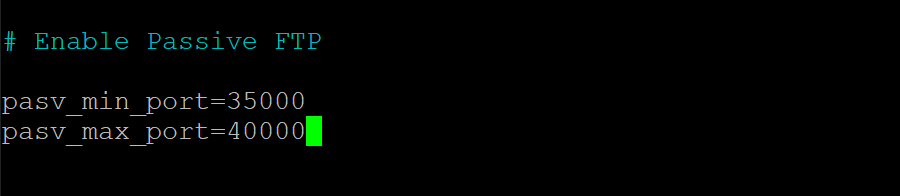 # Enable Passive FTP
pasv_min_port=35000
pasv_max_port=40000